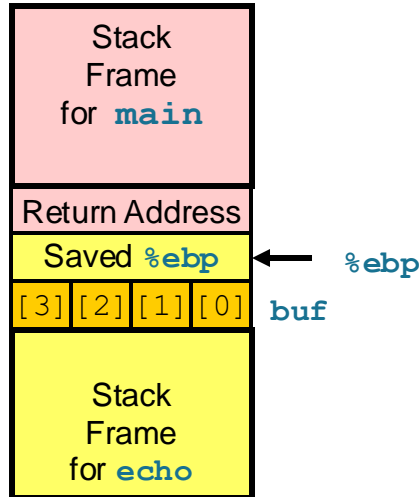 Stack
Frame
for main
Return Address
Saved %ebp
%ebp
[3] [2] [1] [0]
buf
Stack
Frame
for echo